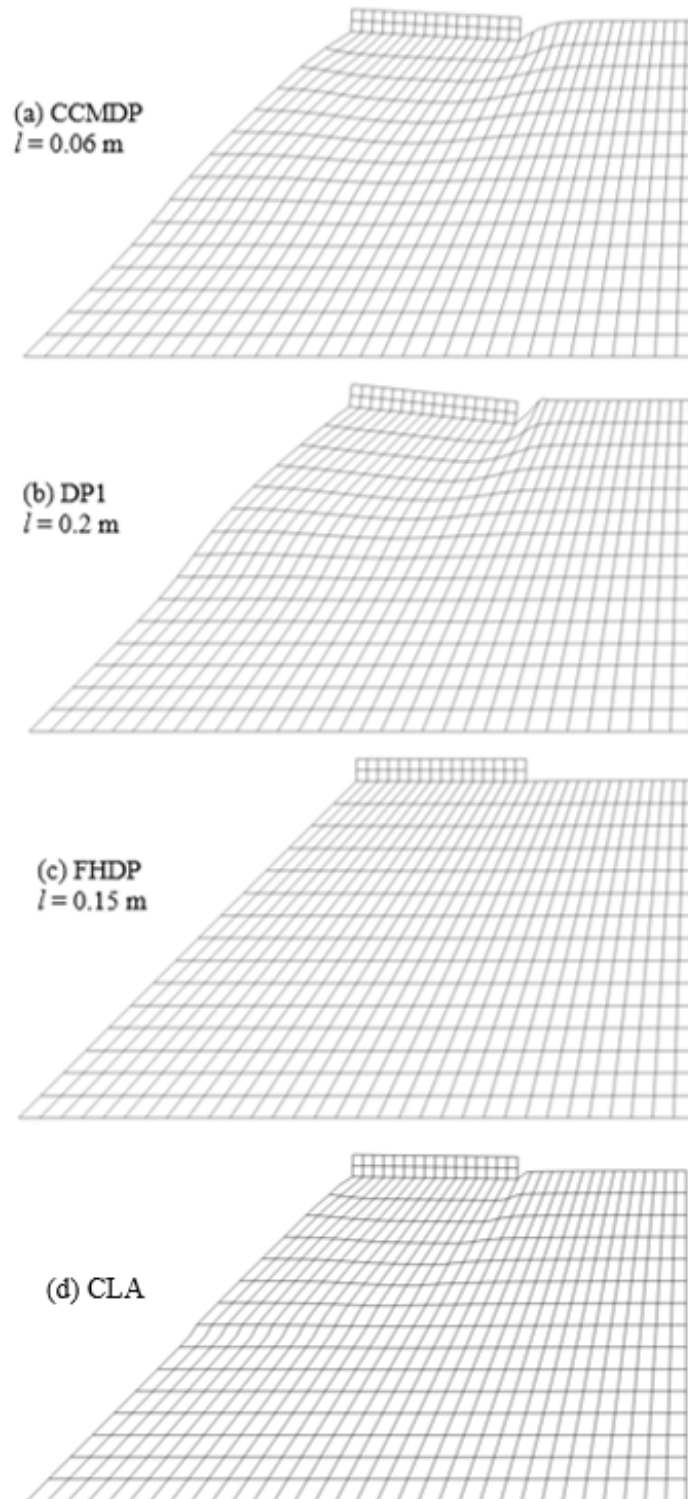 (a) CCMDP
l = 0.06 m
(b) DP1
l = 0.2 m
(c) FHDP
l = 0.15 m
(d) CLA